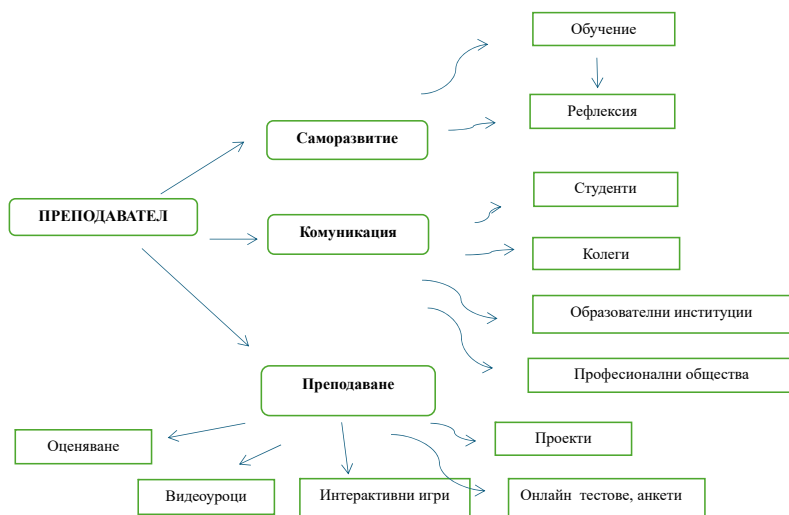 Обучение
Рефлексия
Саморазвитие
Студенти
ПРЕПОДАВАТЕЛ
Комуникация
Колеги
Образователни институции
Професионални общества
Преподаване
Оценяване
Проекти
Видеоуроци
Интерактивни игри
Онлайн тестове, анкети